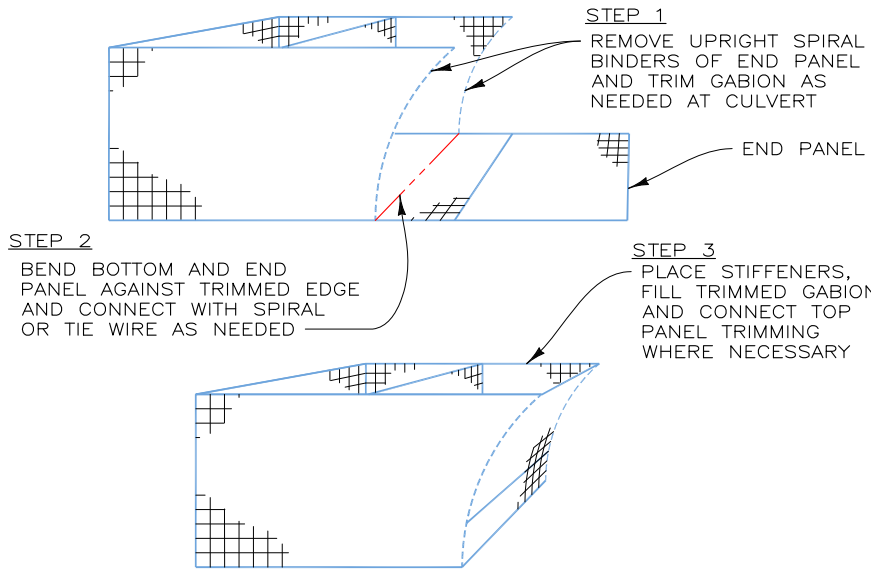 STEP 1
REMOVE UPRIGHT SPIRAL
BINDERS OF END PANEL
AND TRIM GABION AS
NEEDED AT CULVERT
END PANEL
STEP 2
BEND BOTTOM AND END
PANEL AGAINST TRIMMED EDGE
AND CONNECT WITH SPIRAL
OR TIE WIRE AS NEEDED
STEP 3
PLACE STIFFENERS,
FILL TRIMMED GABION
AND CONNECT TOP
PANEL TRIMMING
WHERE NECESSARY